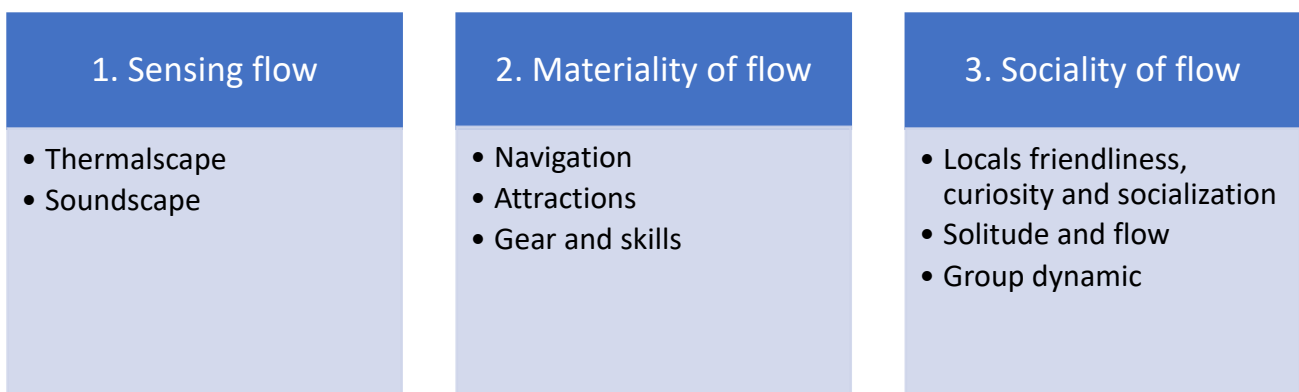 1. Sensing flow
• Thermalscape
• Soundscape
2. Materiality of flow
• Navigation
• Attractions
• Gear and skills
3. Sociality of flow
• Locals friendliness,
curiosity and socialization
• Solitude and flow
• Group dynamic